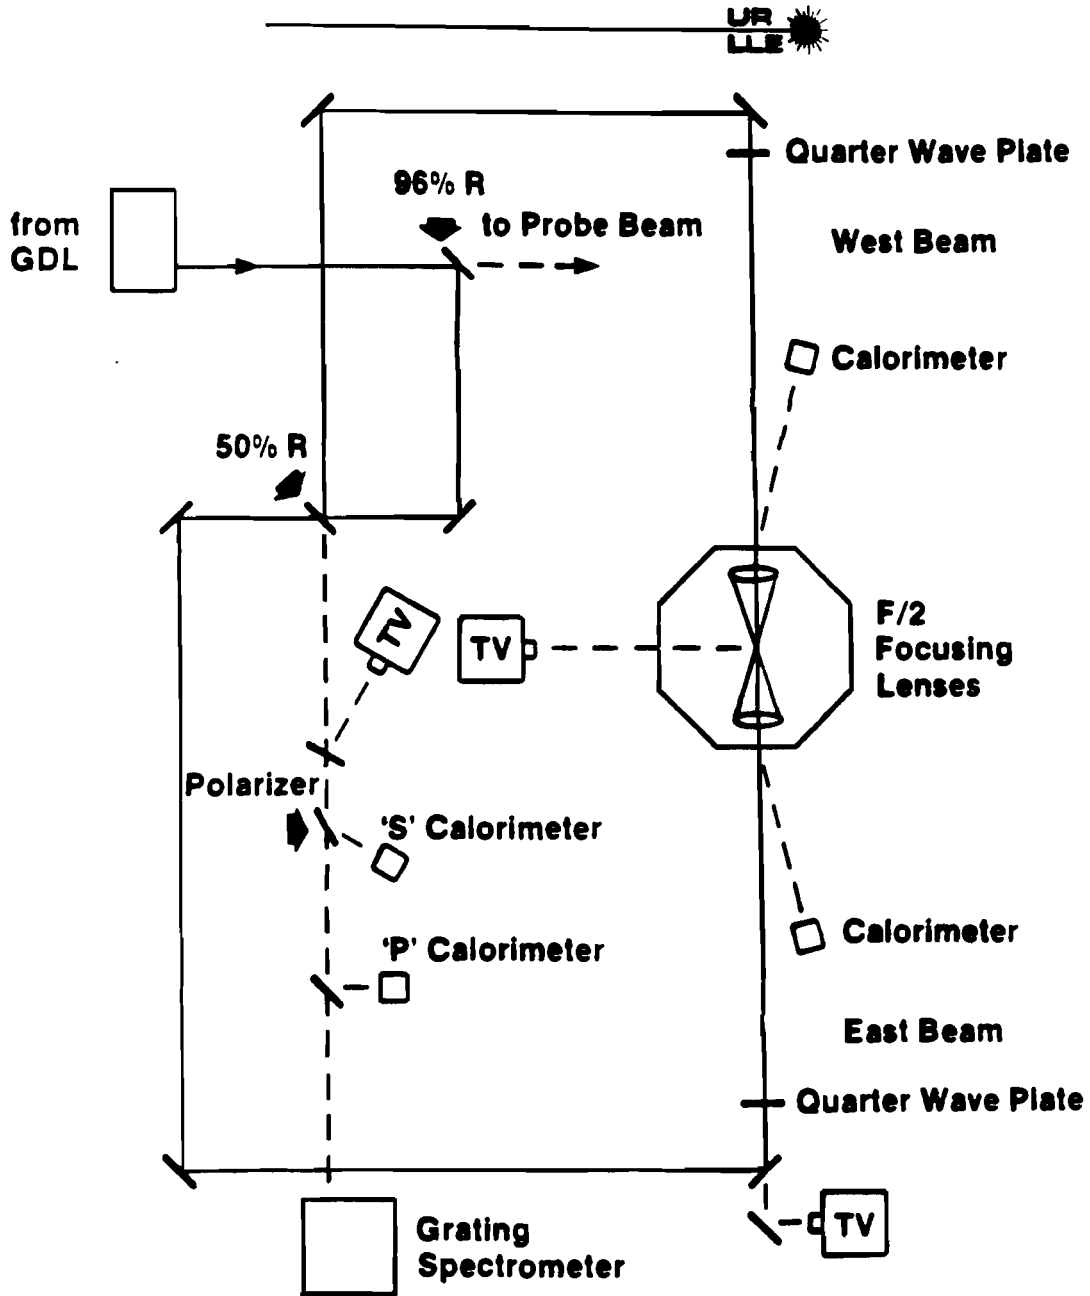 UR
LLE
Quarter Wave Plate
96% R
from
GDL
to Probe Beam
West Beam
Calorimeter
50% R
TV
TV
F/2
Focusing
Lenses
Polarizer
'S' Calorimeter
'P' Calorimeter
Calorimeter
East Beam
Quarter Wave Plate
TV
Grating
Spectrometer